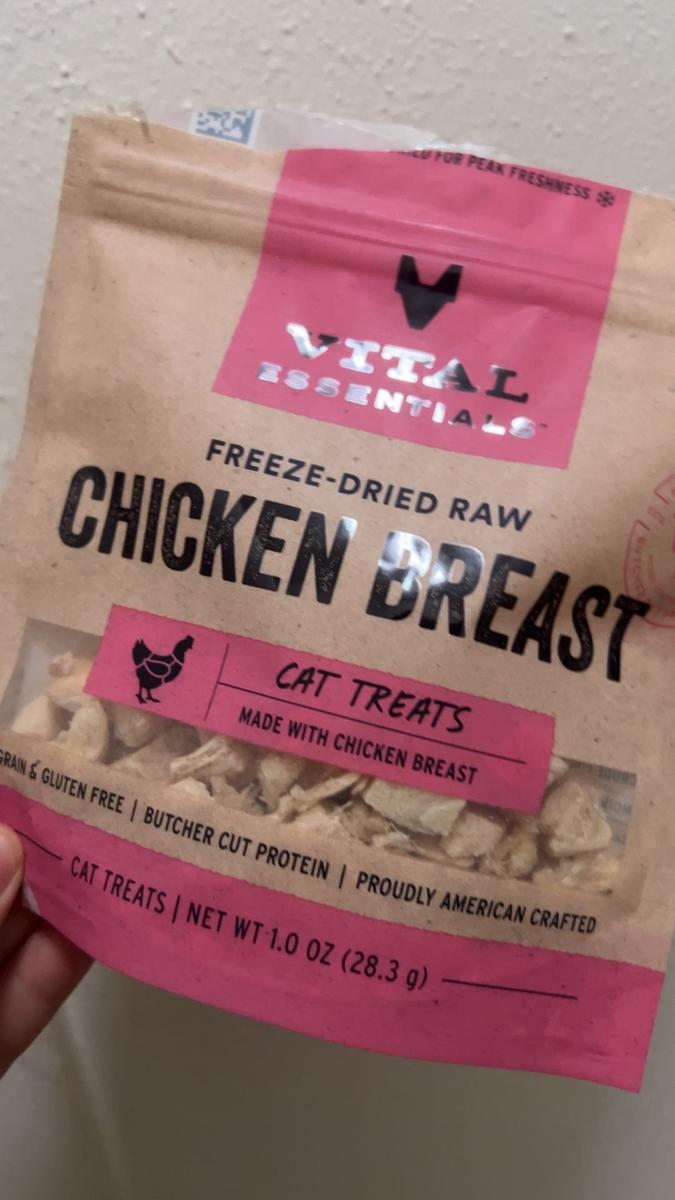 FOR PEAK FRESHNESS
VITAL
ESSENTIALS
FREEZE-DRIED RAW
CHICKEN BREAST
CAT TREATS
MADE WITH CHICKEN BREAST
GRAIN & GLUTEN FREE | BUTCHER CUT PROTEIN | PROUDLY AMERICAN CRAFTED
CAT TREATS | NET WT 1.0 OZ (28.3 g)